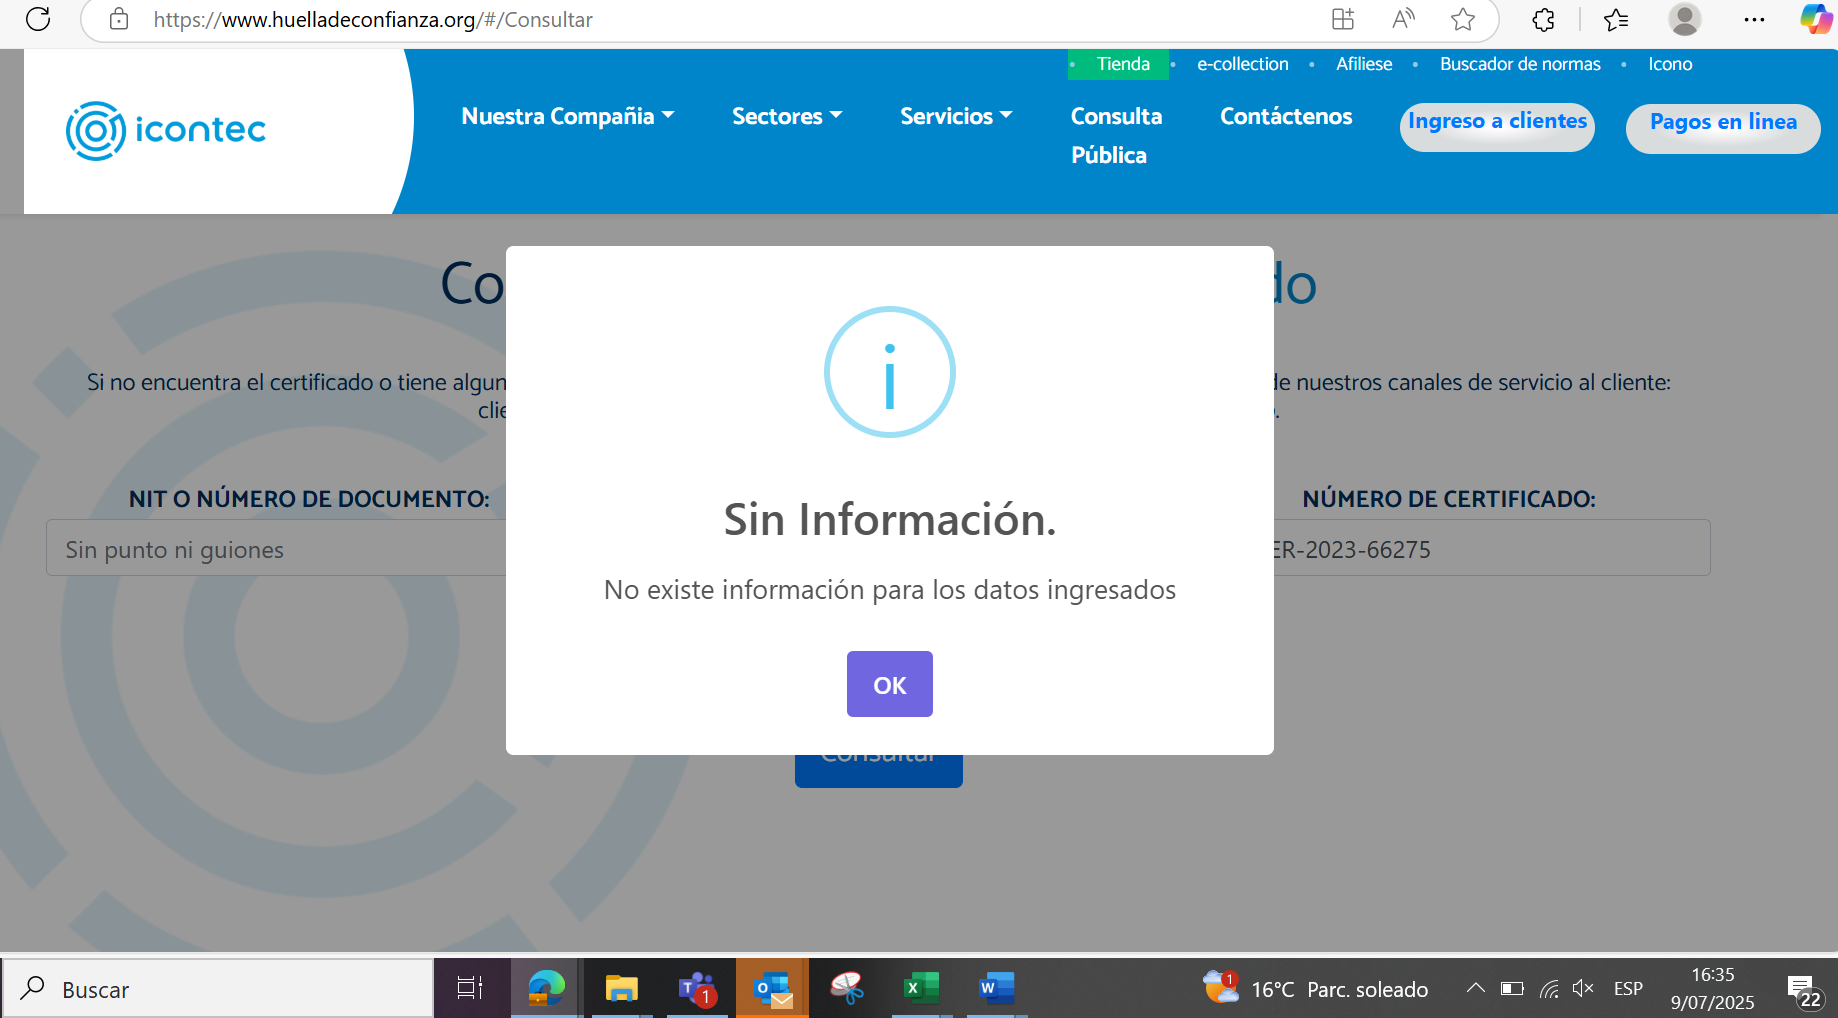 https://www.huelladeconfianza.org/#/Consultar
Tienda
e-collection
Afiliese
Buscador de normas
Icono
icontec
Nuestra Compañia
Sectores
Servicios
Consulta
Pública
Contáctenos
Ingreso a clientes
Pagos en linea
Co
do
Si no encuentra el certificado o tiene algun
de nuestros canales de servicio al cliente:
clie
Sin Información.
No existe información para los datos ingresados
OK
NIT O NÚMERO DE DOCUMENTO:
Sin punto ni guiones
NÚMERO DE CERTIFICADO:
ER-2023-66275
Consultar
Buscar
1
1
16°C Parc. soleado
ESP
16:35
9/07/2025
22